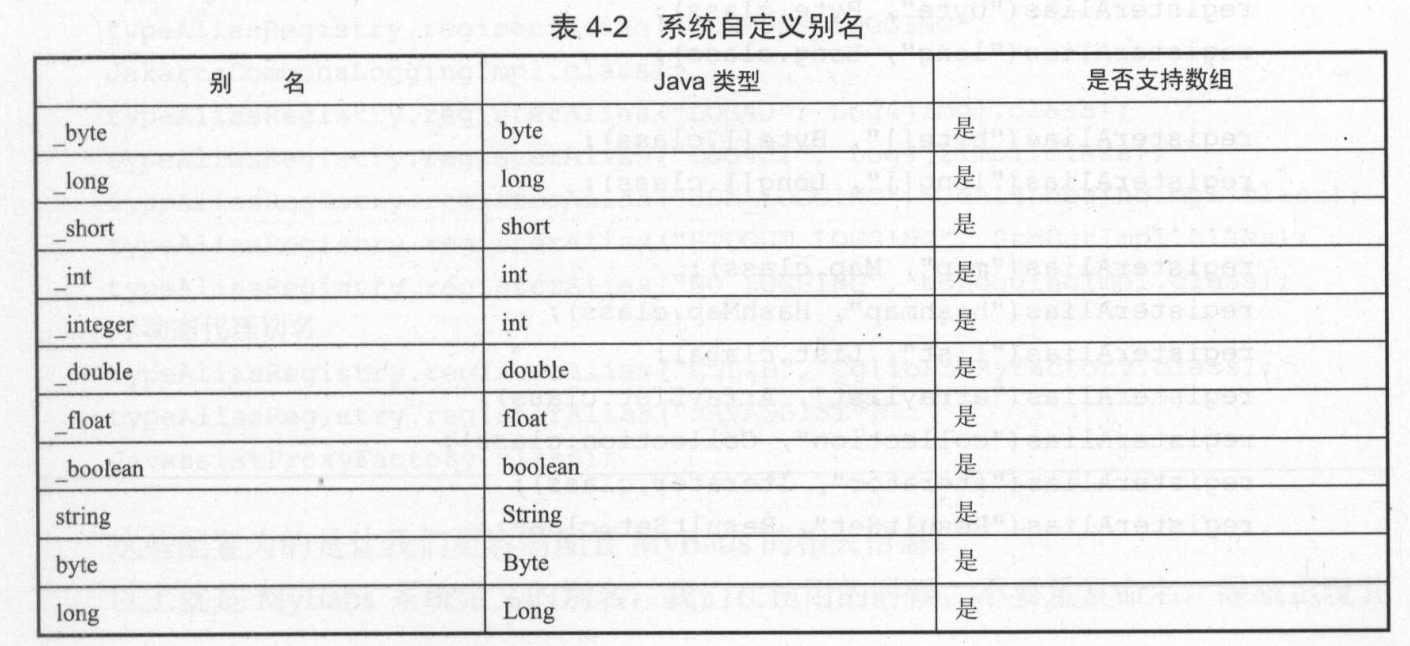 表 4-2 系统自定义别名
别 名 Java 类型 是否支持数组
_byte byte 是
_long long 是
_short short 是
_int int 是
_integer int 是
_double double 是
_float float 是
_boolean boolean 是
string String 是
byte Byte 是
long Long 是